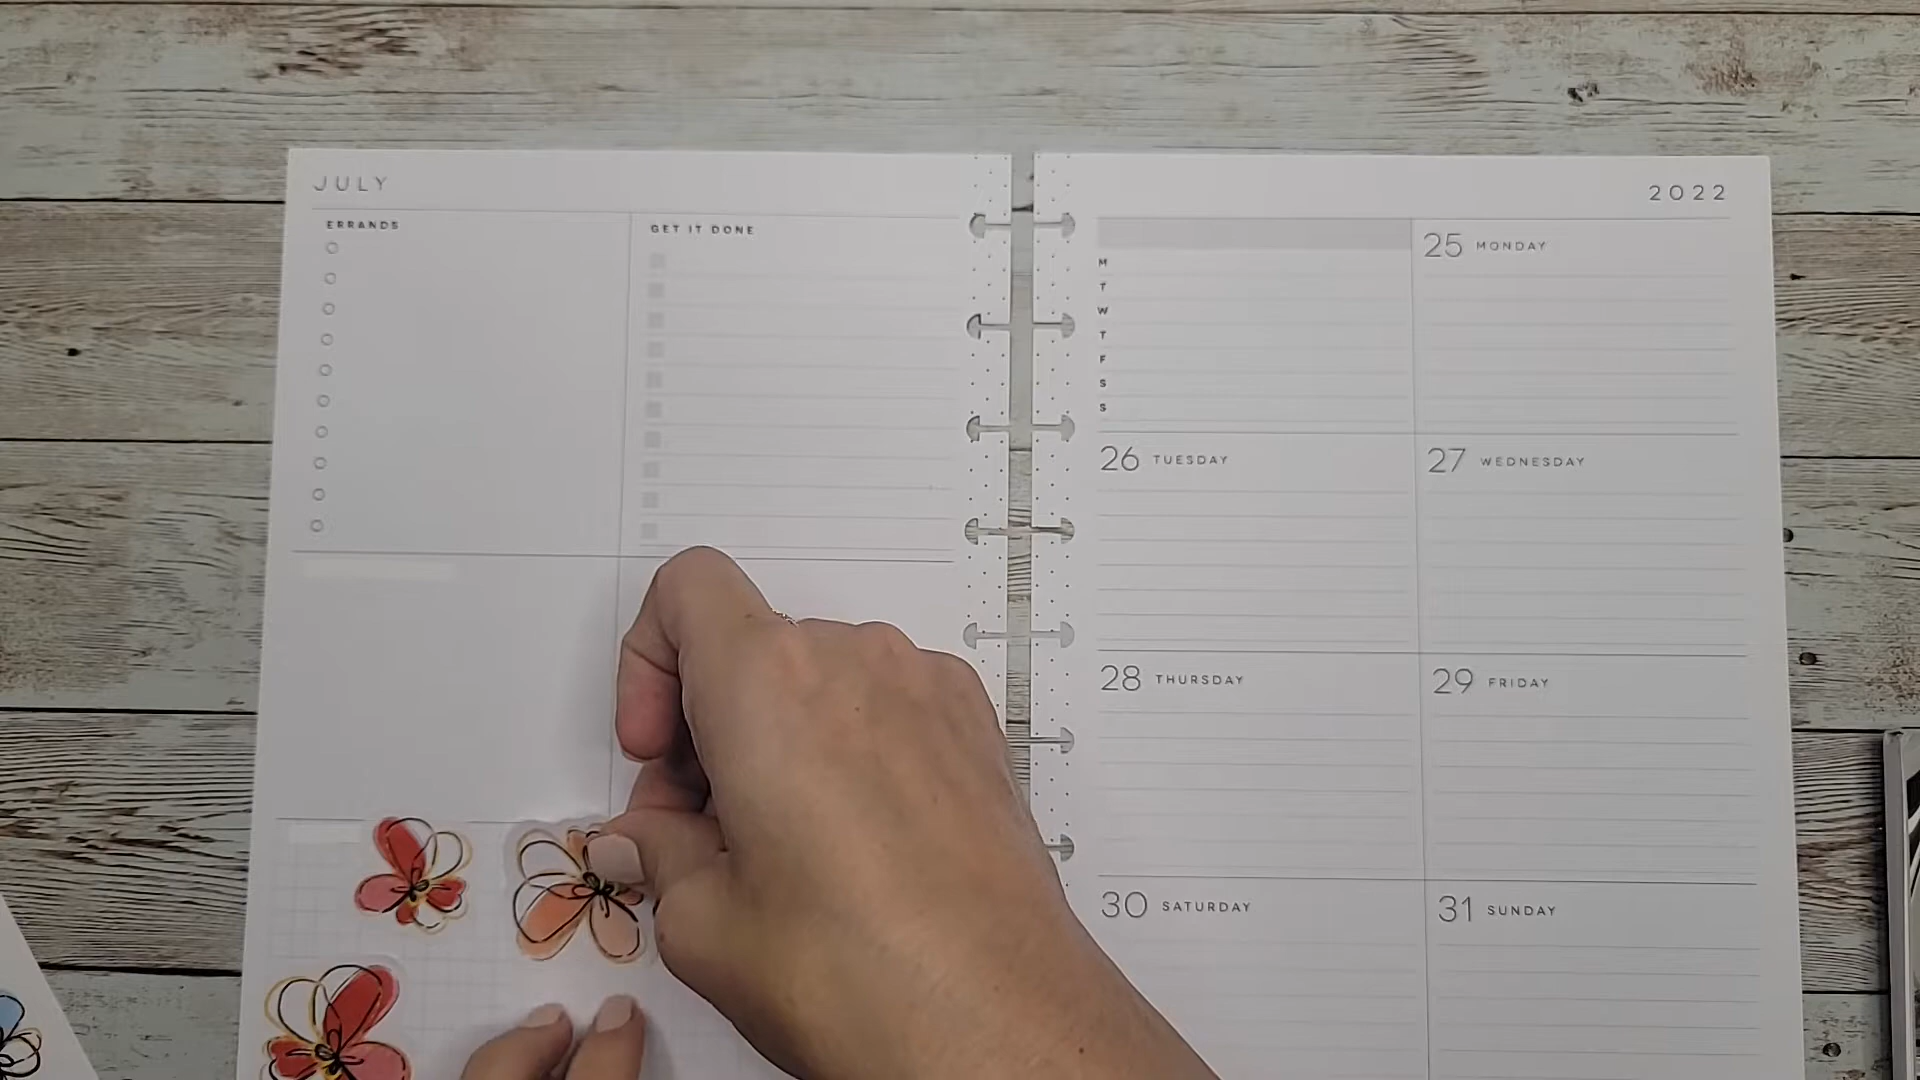 JULY
ERRANDS
GET IT DONE
2022
M
T
W
T
F
S
S
25 MONDAY
26 TUESDAY
27 WEDNESDAY
28 THURSDAY
29 FRIDAY
30 SATURDAY
31 SUNDAY